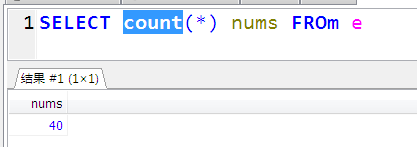 1 SELECT count(*) nums FROm e
结果 #1 (1×1)
nums
40